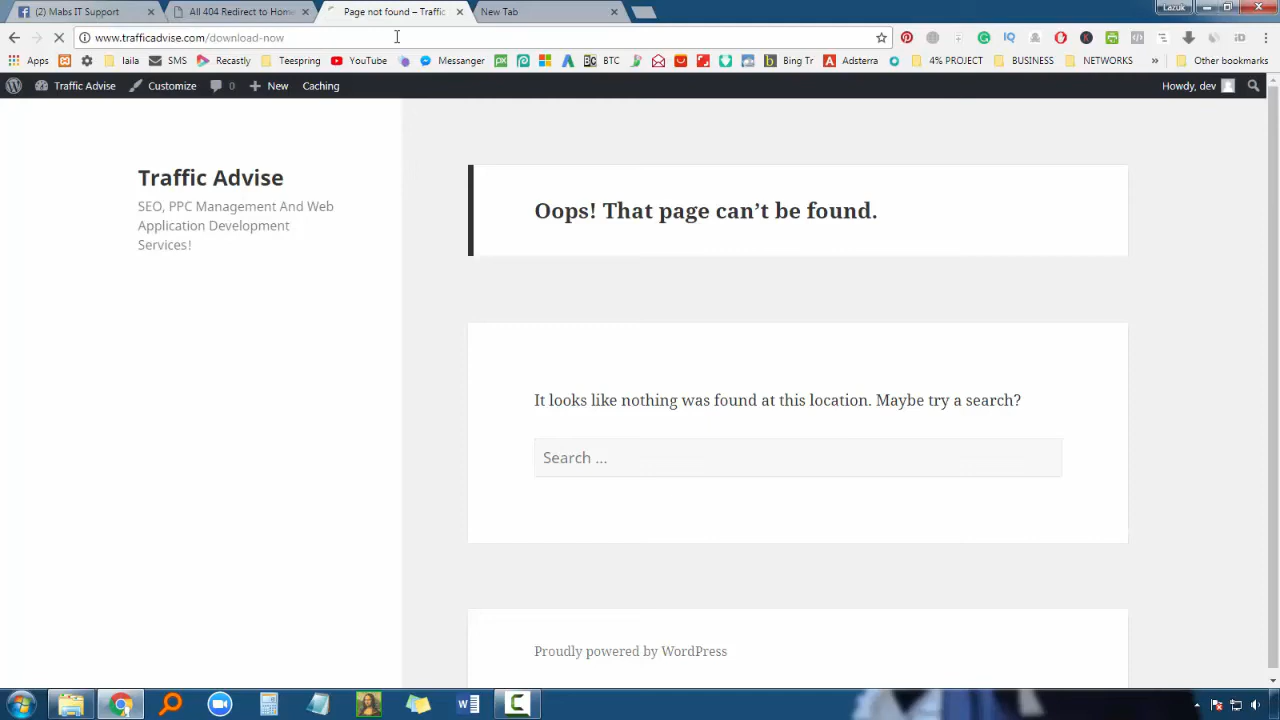 (2) Mabs IT Support
All 404 Redirect to Home
Page not found – Traffic
New Tab
Lazuk
www.trafficadvise.com/download-now
Apps
laila
SMS
Recastly
Teespring
YouTube
Messenger
BTC
Bing Tr
Adsterra
4% PROJECT
BUSINESS
NETWORKS
Other bookmarks
Traffic Advise
Customize
0
New
Caching
Howdy, dev
Traffic Advise
SEO, PPC Management And Web
Application Development
Services!
Oops! That page can’t be found.
It looks like nothing was found at this location. Maybe try a search?
Search ...
Proudly powered by WordPress